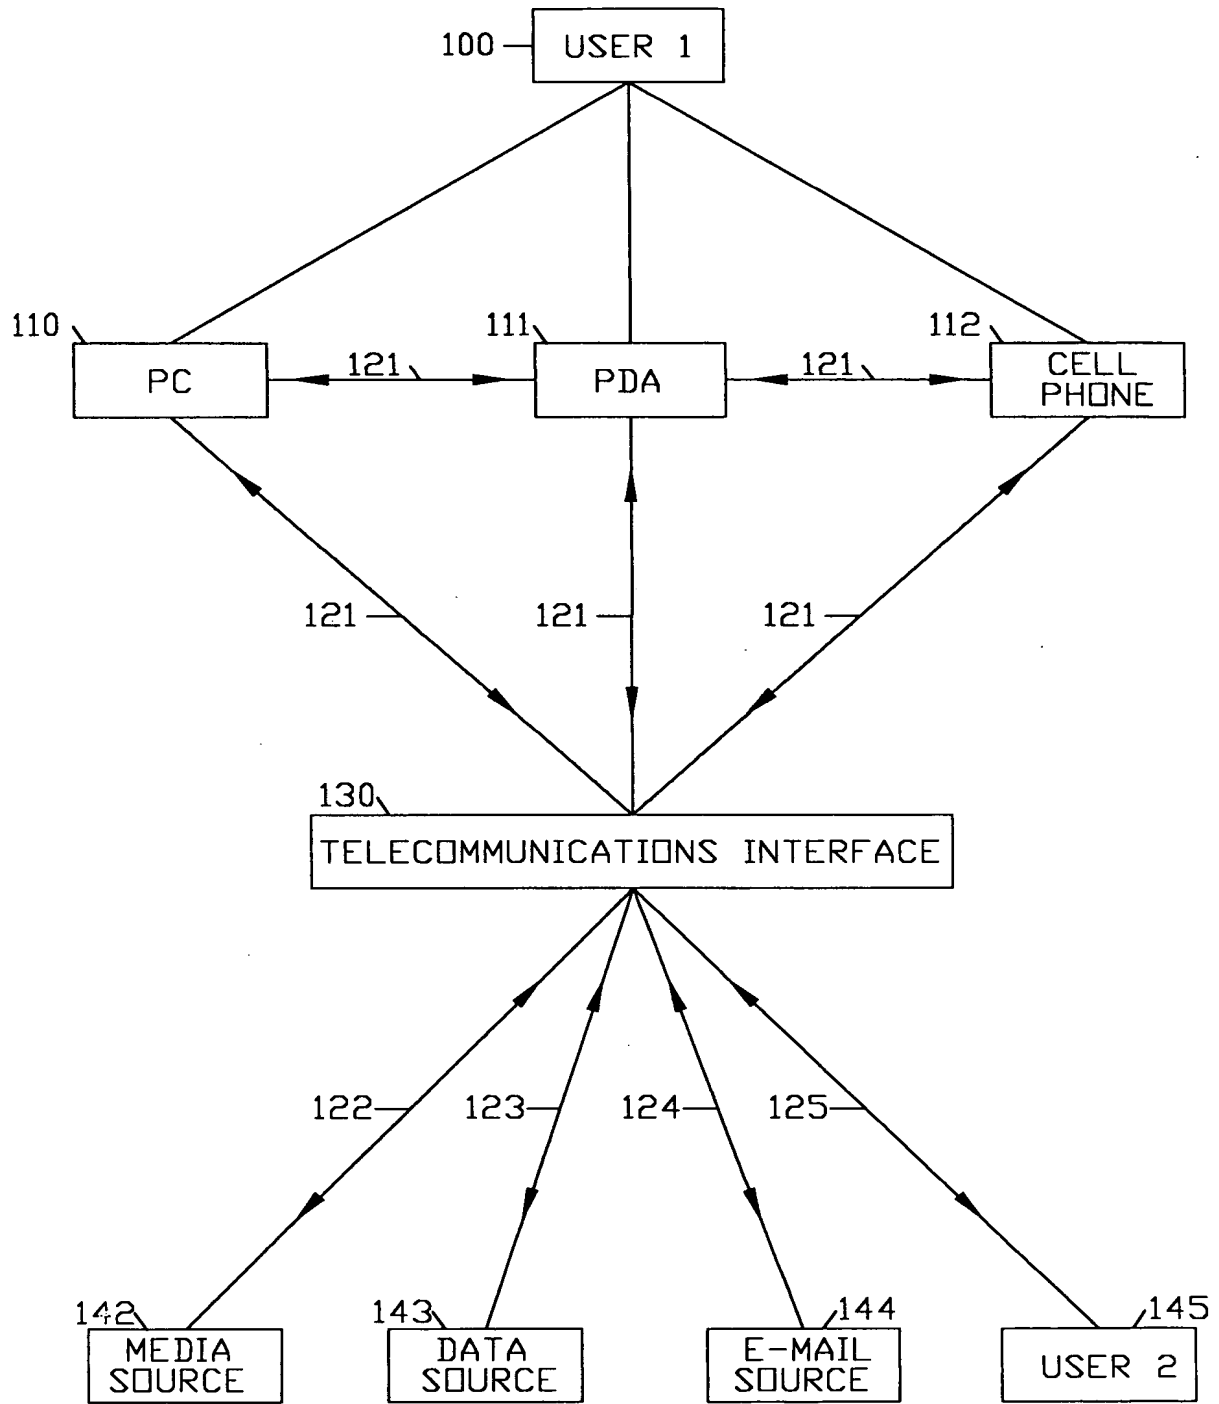 100 USER 1
110 111 112
121 121
PC PDA CELL
PHONE
121 121 121
130
TELECOMMUNICATIONS INTERFACE
122 123 124 125
142 143 144 145
MEDIA
SOURCE
DATA
SOURCE
E-MAIL
SOURCE
USER 2